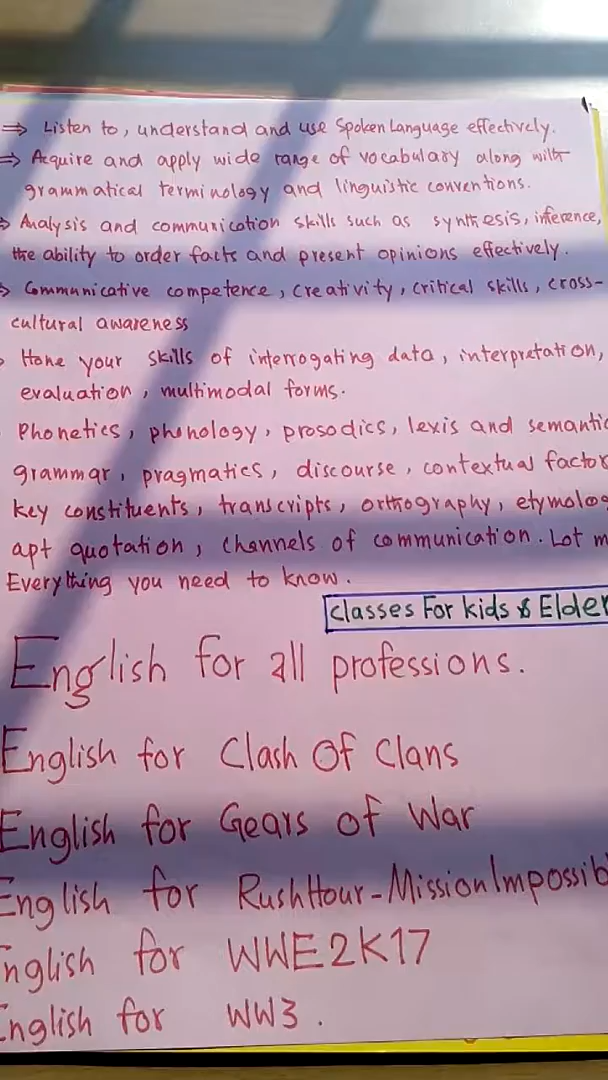 ⇒ Listen to, understand and use Spoken Language effectively.
⇒ Acquire and apply wide range of vocabulary along with
grammatical terminology and linguistic conventions.
⇒ Analysis and communication skills such as synthesis, inference,
the ability to order facts and present opinions effectively.
⇒ Communicative competence, creativity, critical skills, cross-
cultural awareness
Hone your skills of interrogating data, interpretation,
evaluation, multimodal forms.
Phonetics, phonology, prosodics, lexis and semantic
grammar, pragmatics, discourse, contextual factor
key constituents, transcripts, orthography, etymolog
apt quotation, channels of communication. Lot m
Everything you need to know.
Classes For kids & Elder
English for all professions.
English for Clash Of Clans
English for Gears of War
English for RushHour-MissionImpossib
English for WWE2K17
English for WW3.